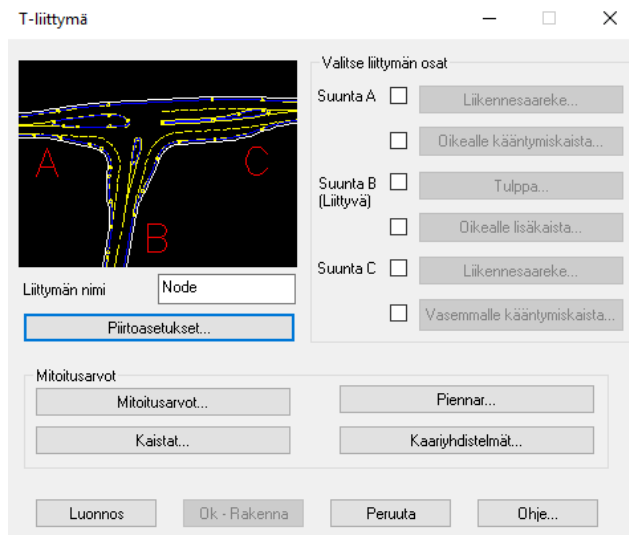 T-liittymä
A
C
B
Liittymän nimi
Node
Piirtoasetukset...
Valitse liittymän osat
Suunta A
Liikennesaareke...
Oikealle kääntymiskaista...
Suunta B
(Liittyvä)
Tulppa...
Oikealle lisäkaista...
Suunta C
Liikennesaareke...
Vasemmalle kääntymiskaista...
Mitoitusarvot
Mitoitusarvot...
Piennar...
Kaistat...
Kaariyhdistelmät...
Luonnos
Ok - Rakenna
Peruuta
Ohje...